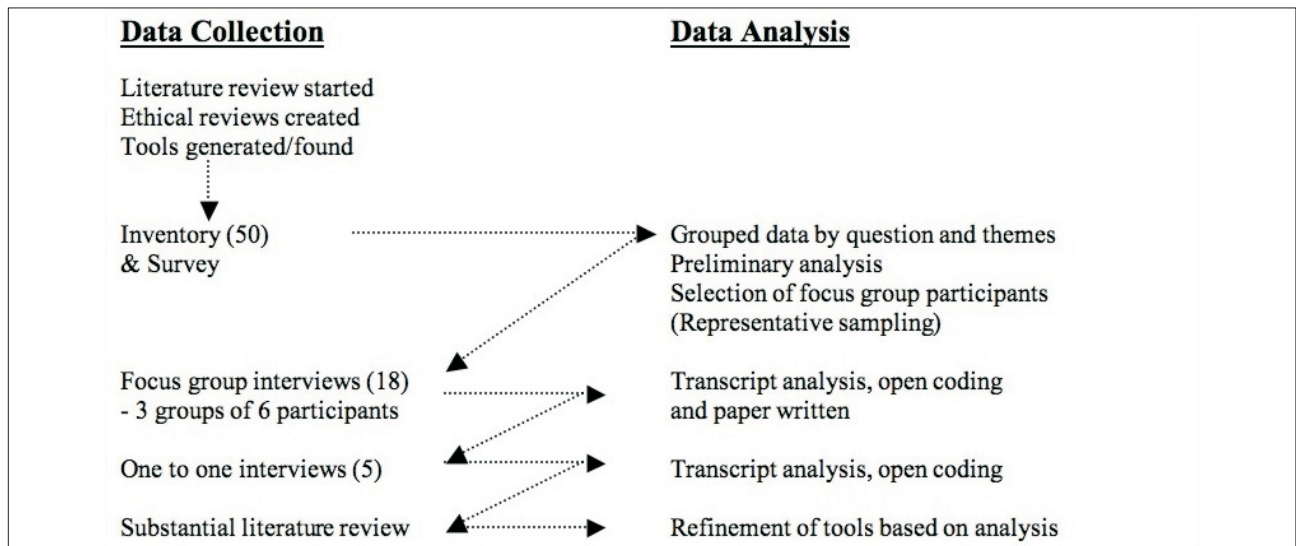 Data Collection
Data Analysis
Literature review started
Ethical reviews created
Tools generated/found
Inventory (50)
& Survey
Grouped data by question and themes
Preliminary analysis
Selection of focus group participants
(Representative sampling)
Focus group interviews (18)
- 3 groups of 6 participants
Transcript analysis, open coding
and paper written
One to one interviews (5)
Transcript analysis, open coding
Substantial literature review
Refinement of tools based on analysis